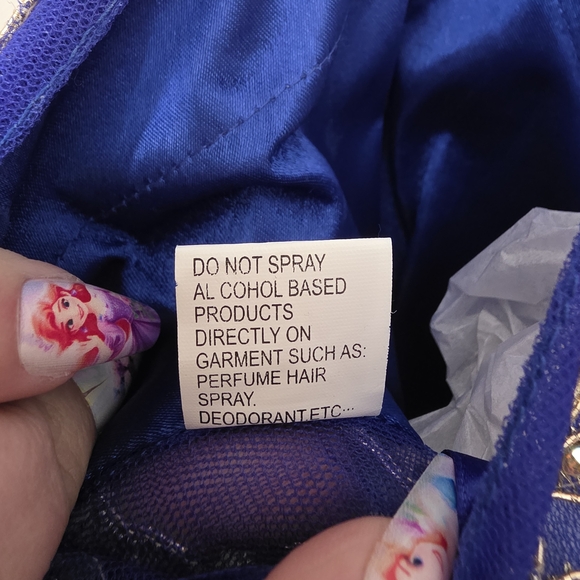 DO NOT SPRAY
AL COHOL BASED
PRODUCTS
DIRECTLY ON
GARMENT SUCH AS:
PERFUME HAIR
SPRAY.
DEODORANT.ETC···